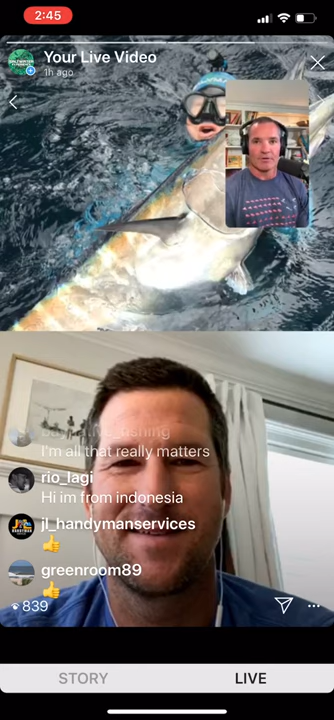 2:45
Your Live Video
1h ago
I'm all that really matters
rio_lagi
Hi im from indonesia
jl_handymanservices
👍
greenroom89
👍
839
STORY
LIVE